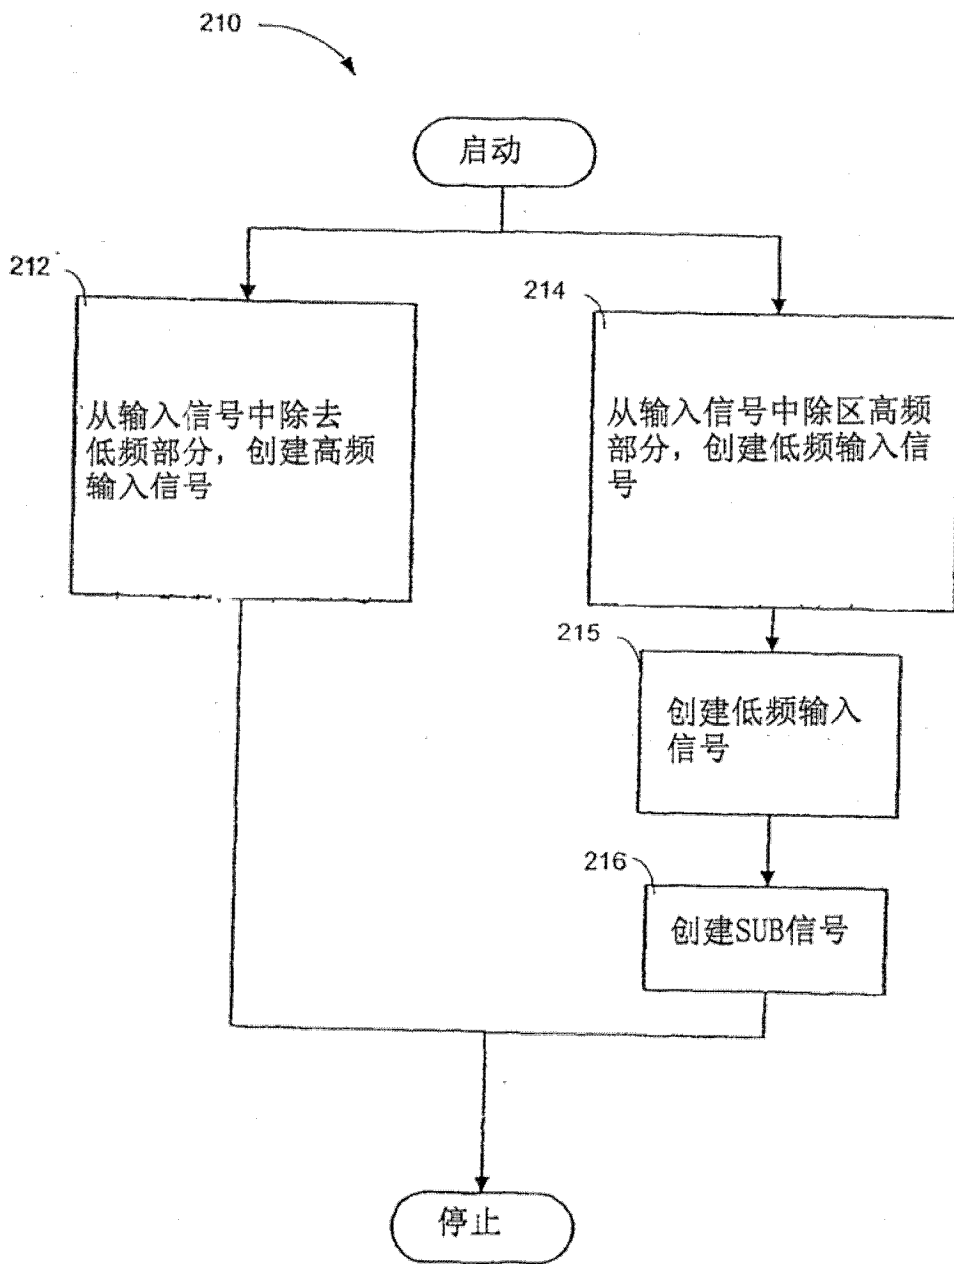 210
启动
212
从输入信号中除去
低频部分，创建高频
输入信号
214
从输入信号中除区高频
部分，创建低频输入信
号
215
创建低频输入
信号
216
创建SUB信号
停止